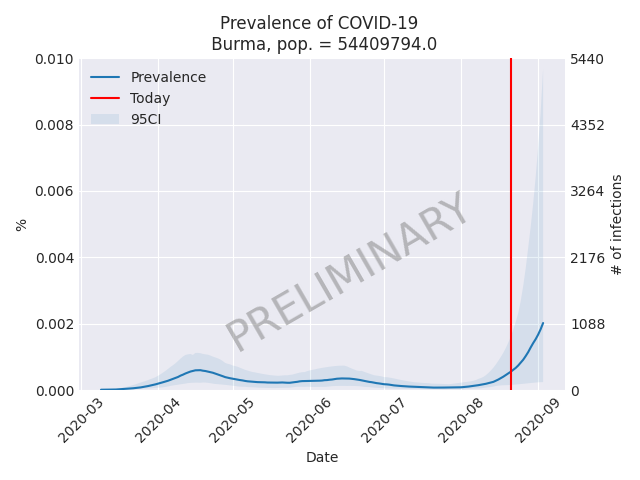 Prevalence of COVID-19
Burma, pop. = 54409794.0
0.010
0.008
0.006
0.004
0.002
0.000
%
Prevalence
Today
95CI
PRELIMINARY
5440
4352
3264
2176
1088
0
# of infections
2020-03
2020-04
2020-05
2020-06
2020-07
2020-08
2020-09
Date